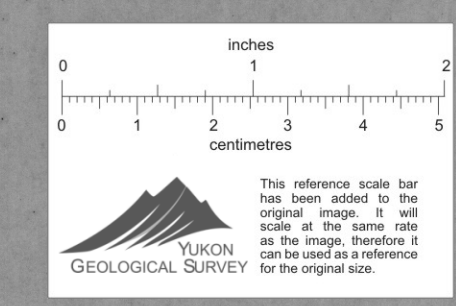 inches
0 1 2
0 1 2 3 4 5
centimetres
This reference scale bar
has been added to the
original image. It will
scale at the same rate
as the image, therefore it
can be used as a reference
for the original size.
YUKON
GEOLOGICAL SURVEY